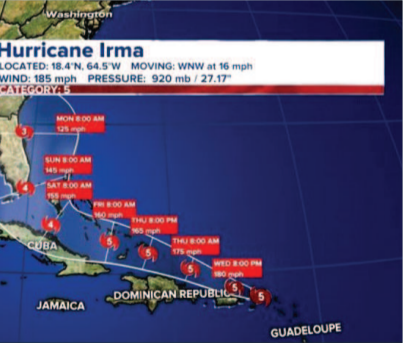 Washington
Hurricane Irma
LOCATED: 18.4°N, 64.5°W MOVING: WNW at 16 mph
WIND: 185 mph PRESSURE: 920 mb / 27.17"
CATEGORY: 5
MON 8:00 AM
125 mph
3
SUN 8:00 AM
145 mph
4
SAT 8:00 AM
155 mph
4
FRI 8:00 AM
160 mph
5
THU 8:00 PM
165 mph
5
THU 8:00 AM
175 mph
5
WED 8:00 PM
180 mph
5
5
CUBA
DOMINICAN REPUBLIC
JAMAICA
GUADELOUPE